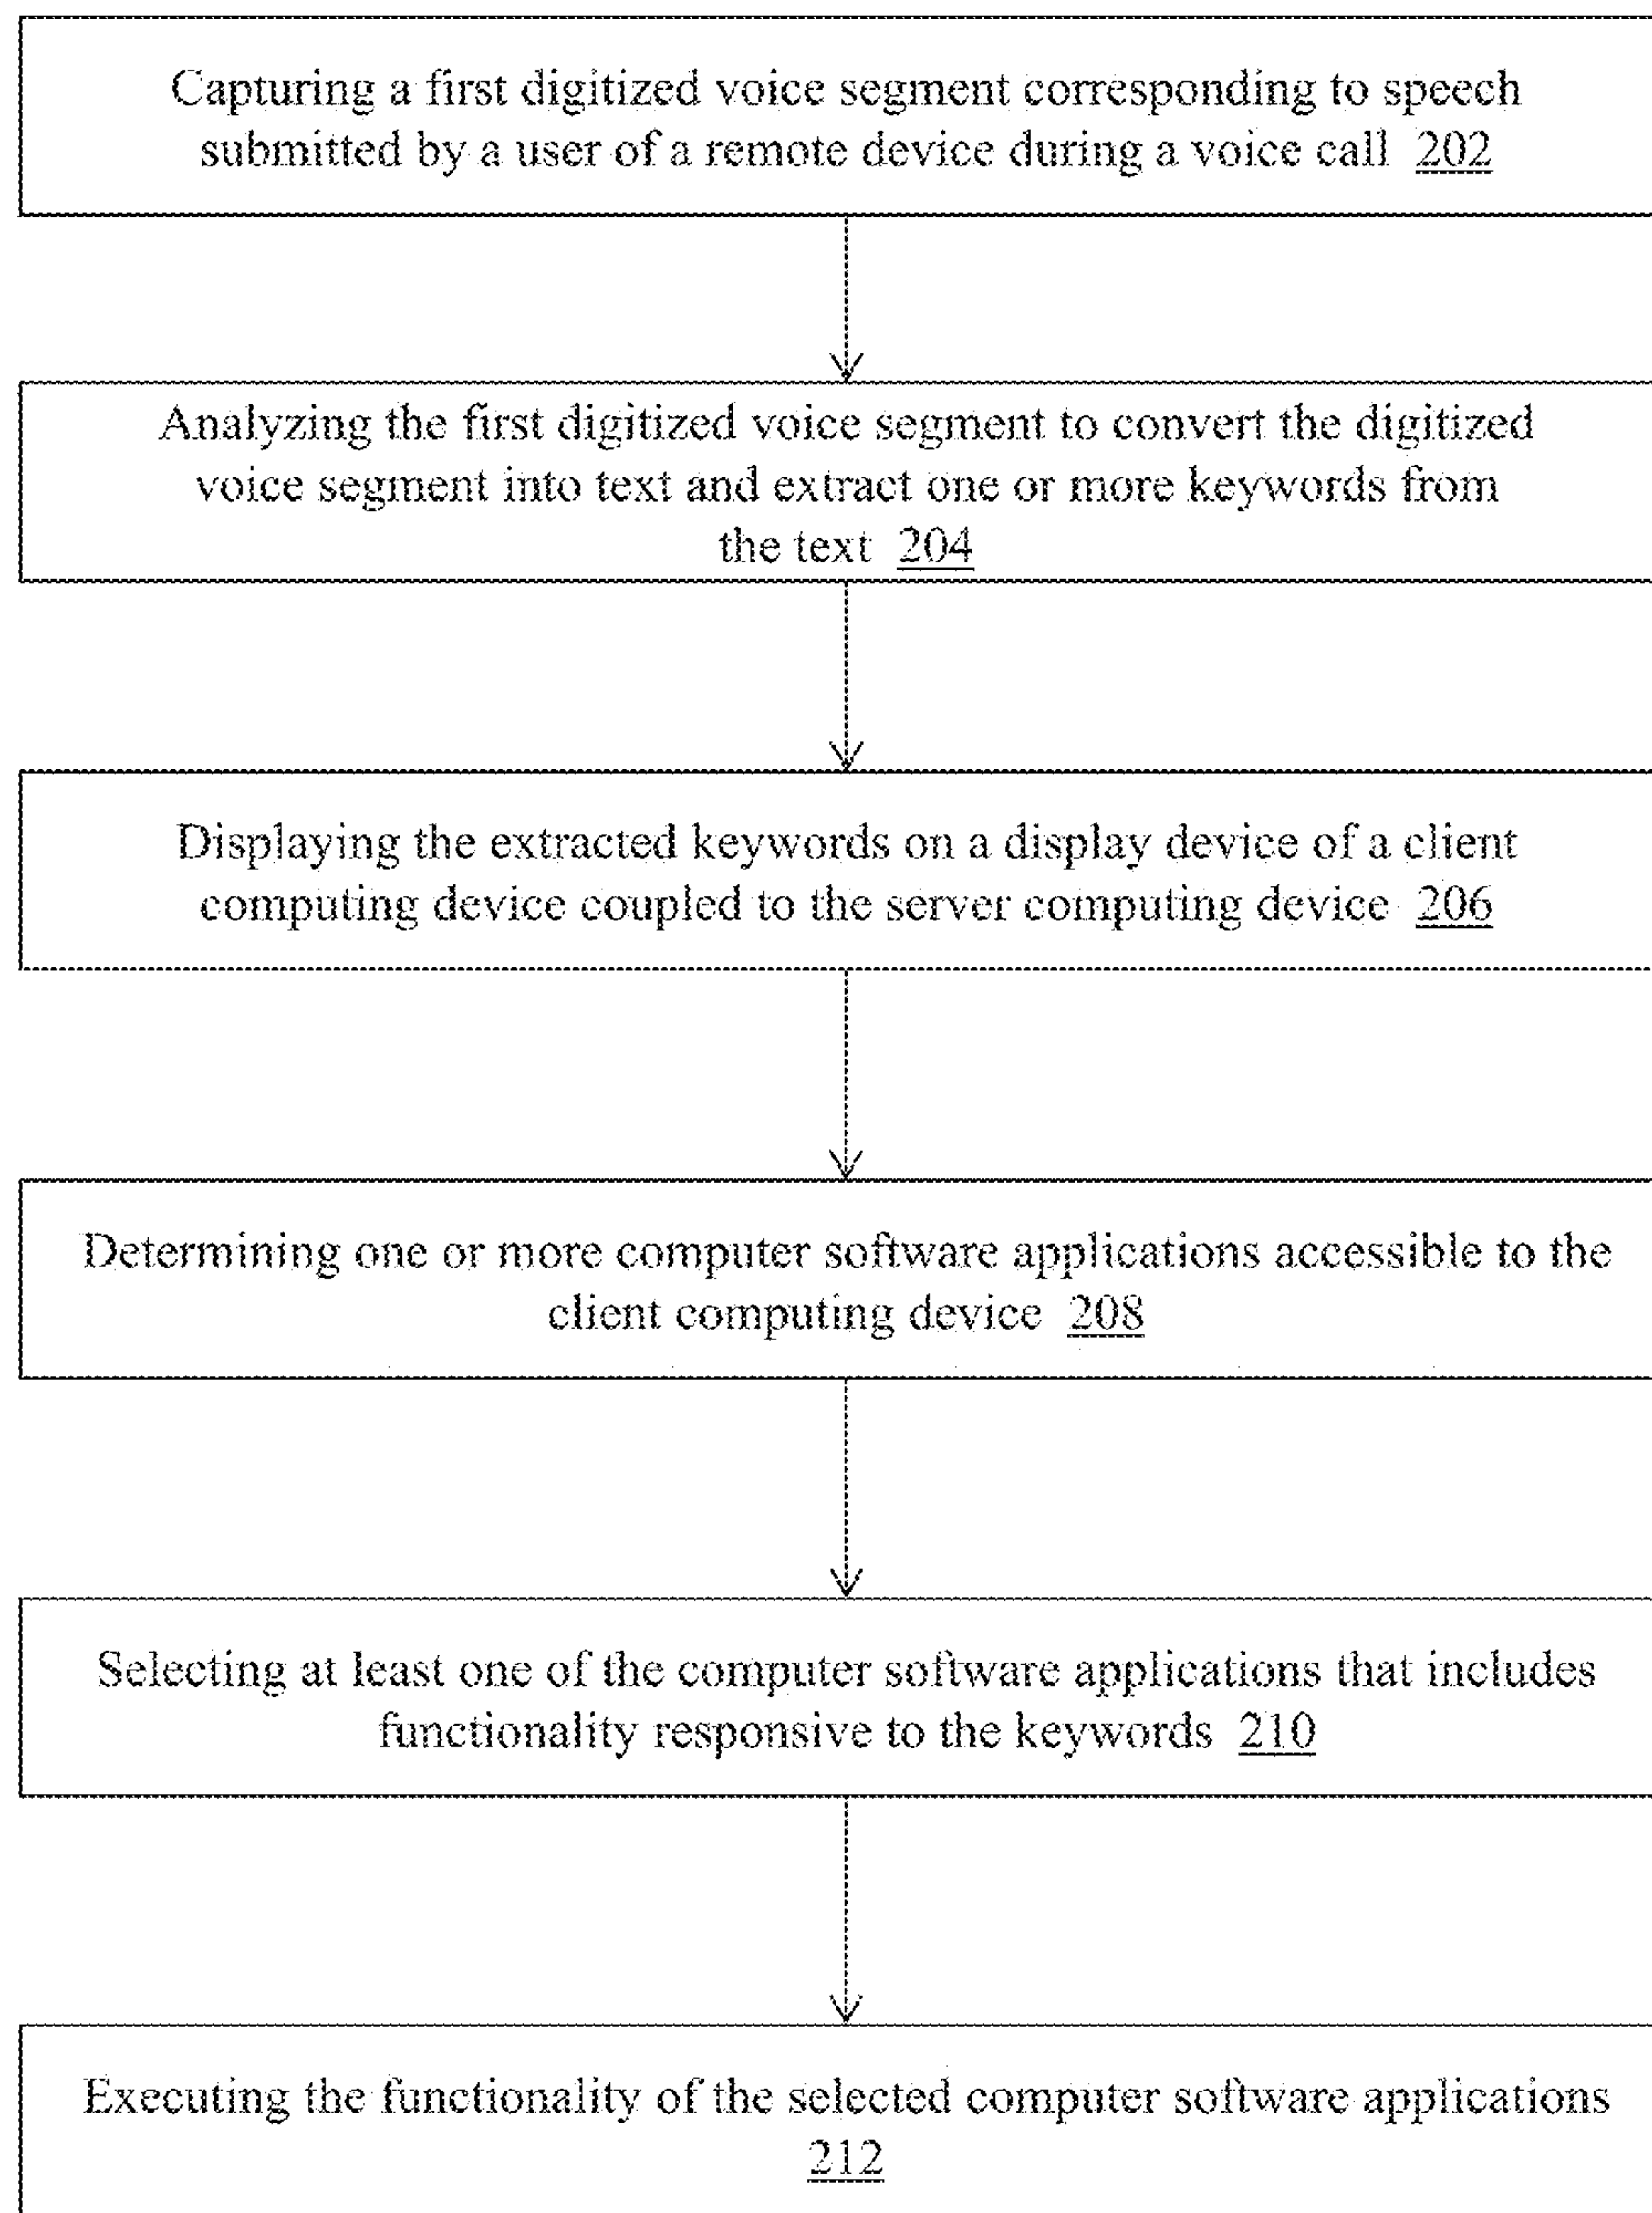 Capturing a first digitized voice segment corresponding to speech
submitted by a user of a remote device during a voice call 202
Analyzing the first digitized voice segment to convert the digitized
voice segment into text and extract one or more keywords from
the text 204
Displaying the extracted keywords on a display device of a client
computing device coupled to the server computing device 206
Determining one or more computer software applications accessible to the
client computing device 208
Selecting at least one of the computer software applications that includes
functionality responsive to the keywords 210
Executing the functionality of the selected computer software applications
212